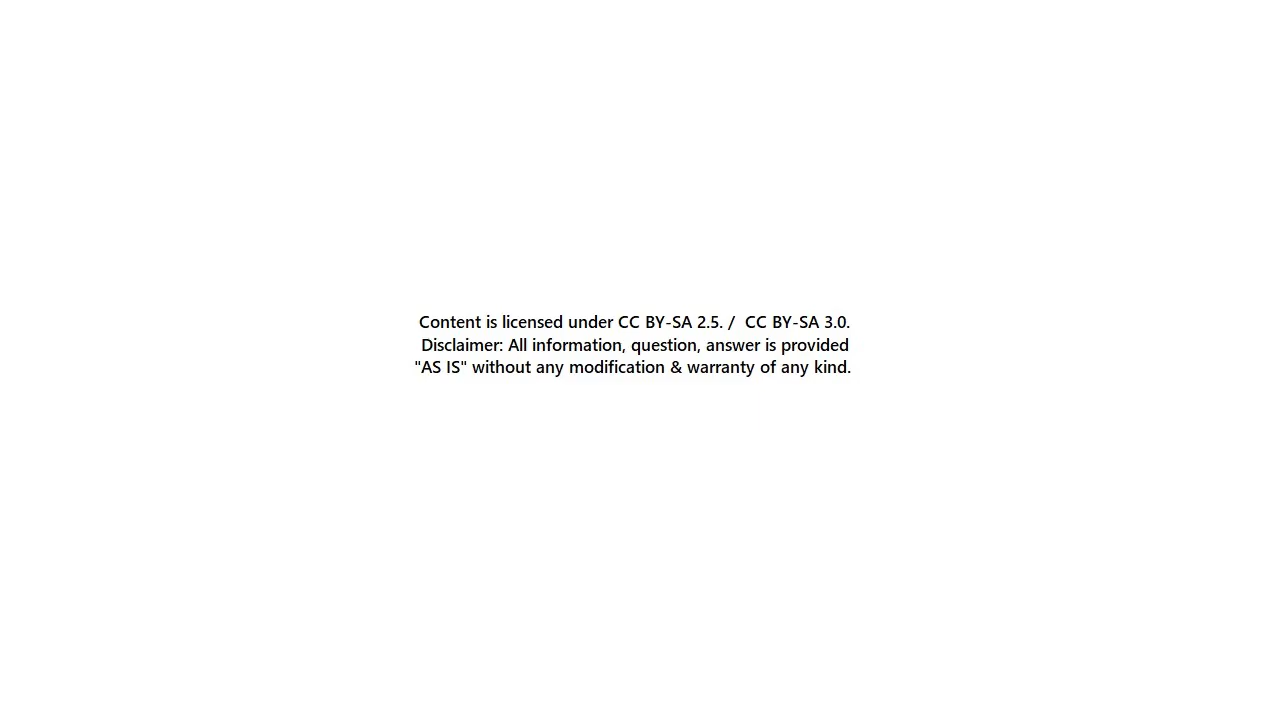 Content is licensed under CC BY-SA 2.5. /  CC BY-SA 3.0.
Disclaimer: All information, question, answer is provided
"AS IS" without any modification & warranty of any kind.